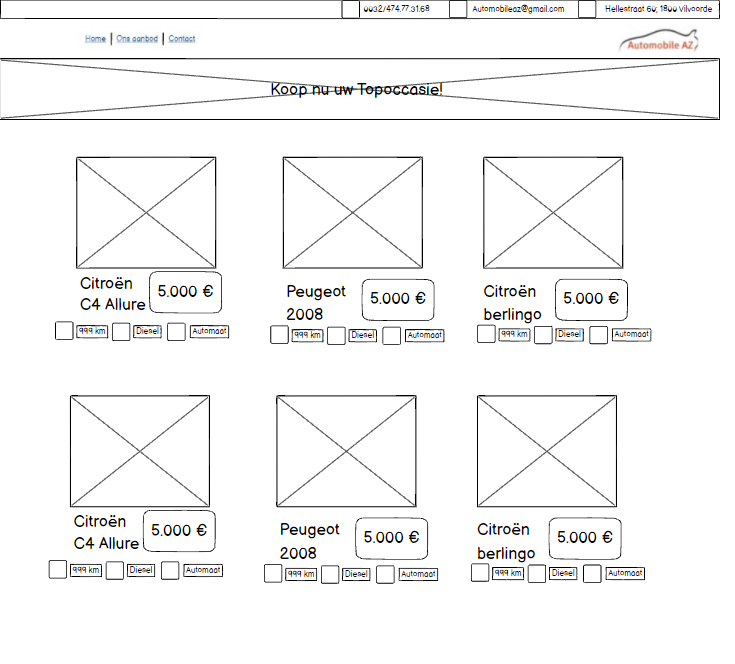 0032/474.77.31.68 Automobileaz@gmail.com Hellestraat 60, 1800 Vilvoorde
Home | Ons aanbod | Contact
Automobile AZ
Koop nu uw Topoccasie!
Citroën
C4 Allure
5.000 €
999 km Diesel Automaat
Peugeot
2008
5.000 €
999 km Diesel Automaat
Citroën
berlingo
5.000 €
999 km Diesel Automaat
Citroën
C4 Allure
5.000 €
999 km Diesel Automaat
Peugeot
2008
5.000 €
999 km Diesel Automaat
Citroën
berlingo
5.000 €
999 km Diesel Automaat